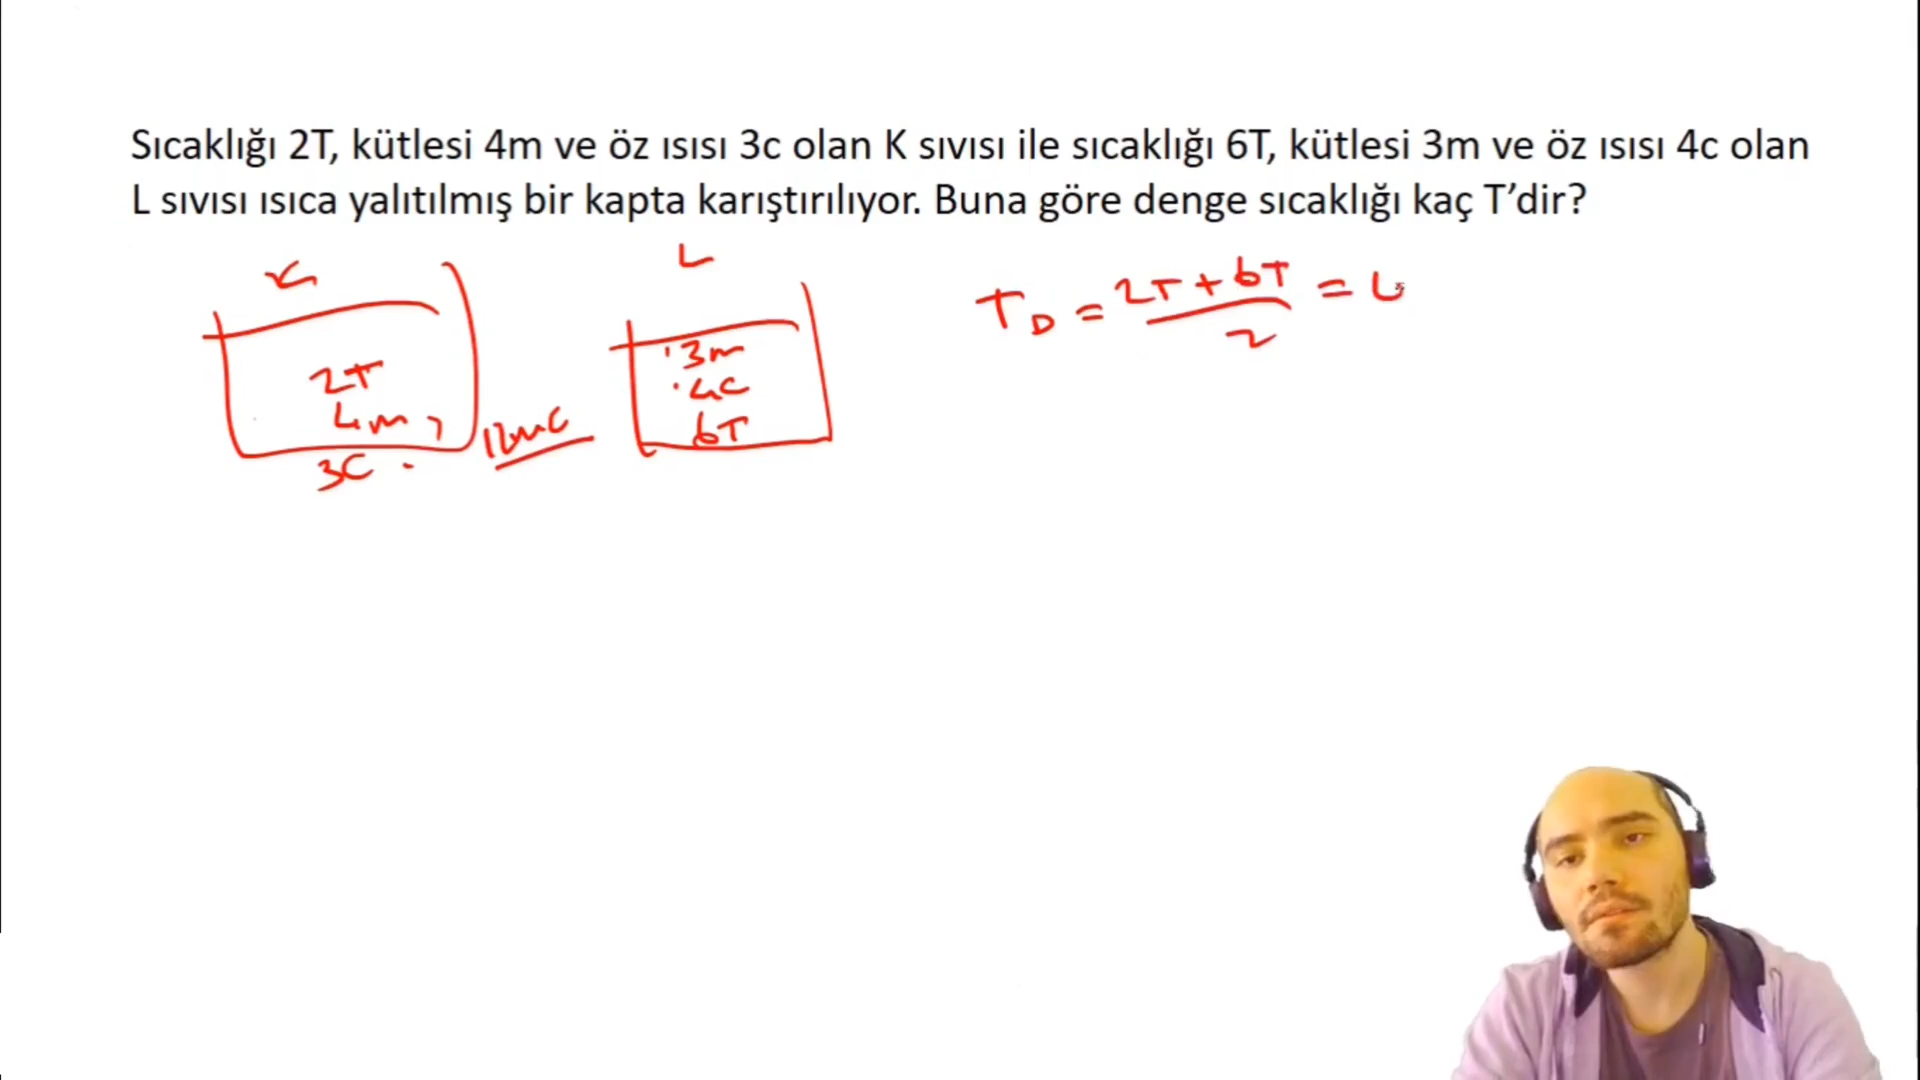 Sıcaklığı 2T, kütlesi 4m ve öz ısısı 3c olan K sıvısı ile sıcaklığı 6T, kütlesi 3m ve öz ısısı 4c olan
L sıvısı ısıca yalıtılmış bir kapta karıştırılıyor. Buna göre denge sıcaklığı kaç T’dir?
K
L
2T
4m
3c
12mc
3m
4c
6T
T_D = (2T + 6T)/2 =